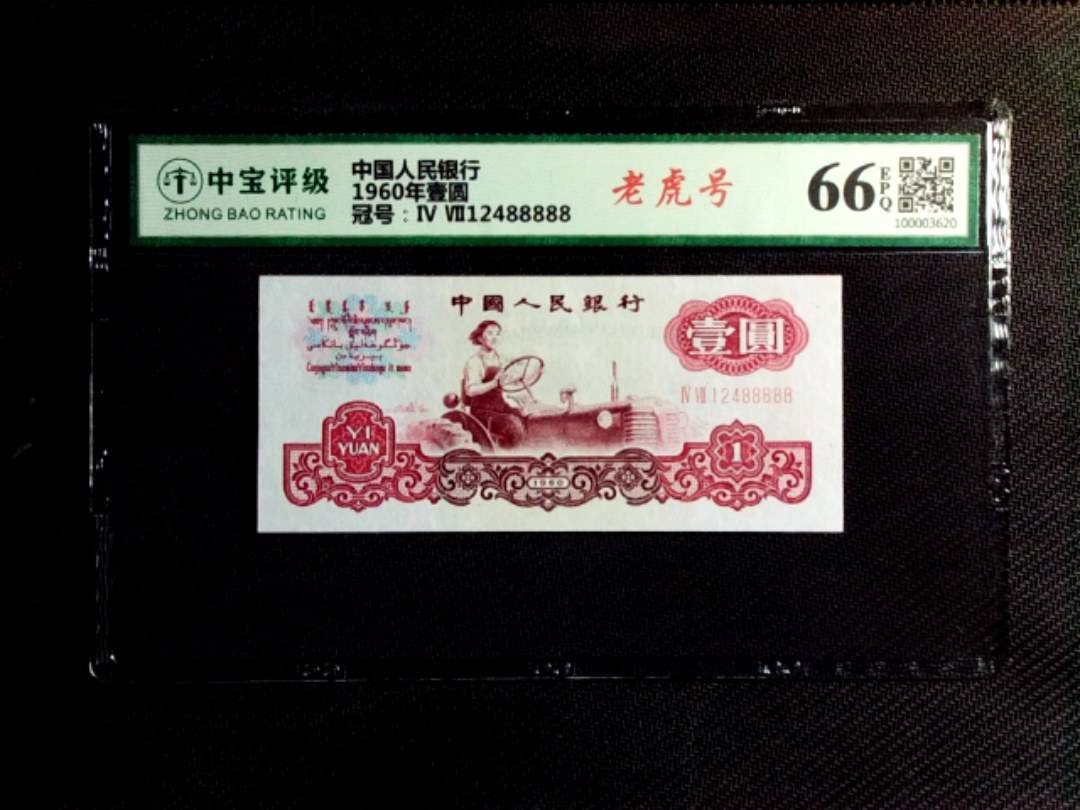 中宝评级
ZHONG BAO RATING
中国人民银行
1960年壹圆
冠号：Ⅳ Ⅶ12488888
老虎号
66
EPQ
100003620
中國人民銀行
壹圓
Ⅳ Ⅶ 12488888
YI
YUAN
1
1960